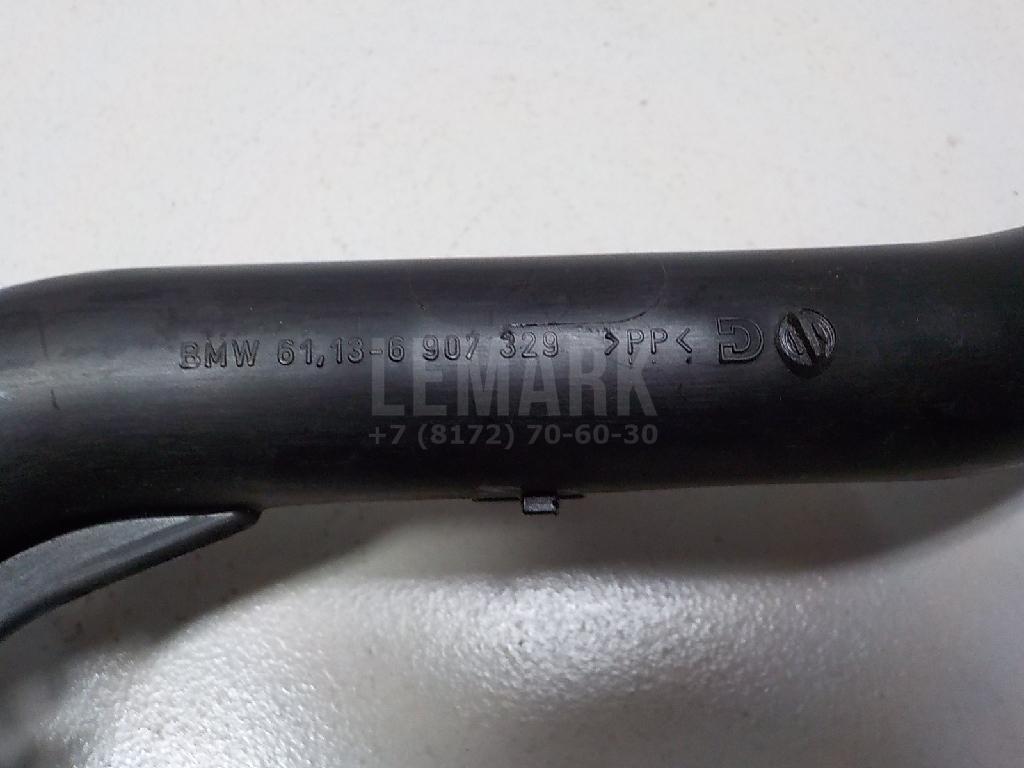 BMW 61,13-6 907 329 >PP<
LEMARK
+7 (8172) 70-60-30